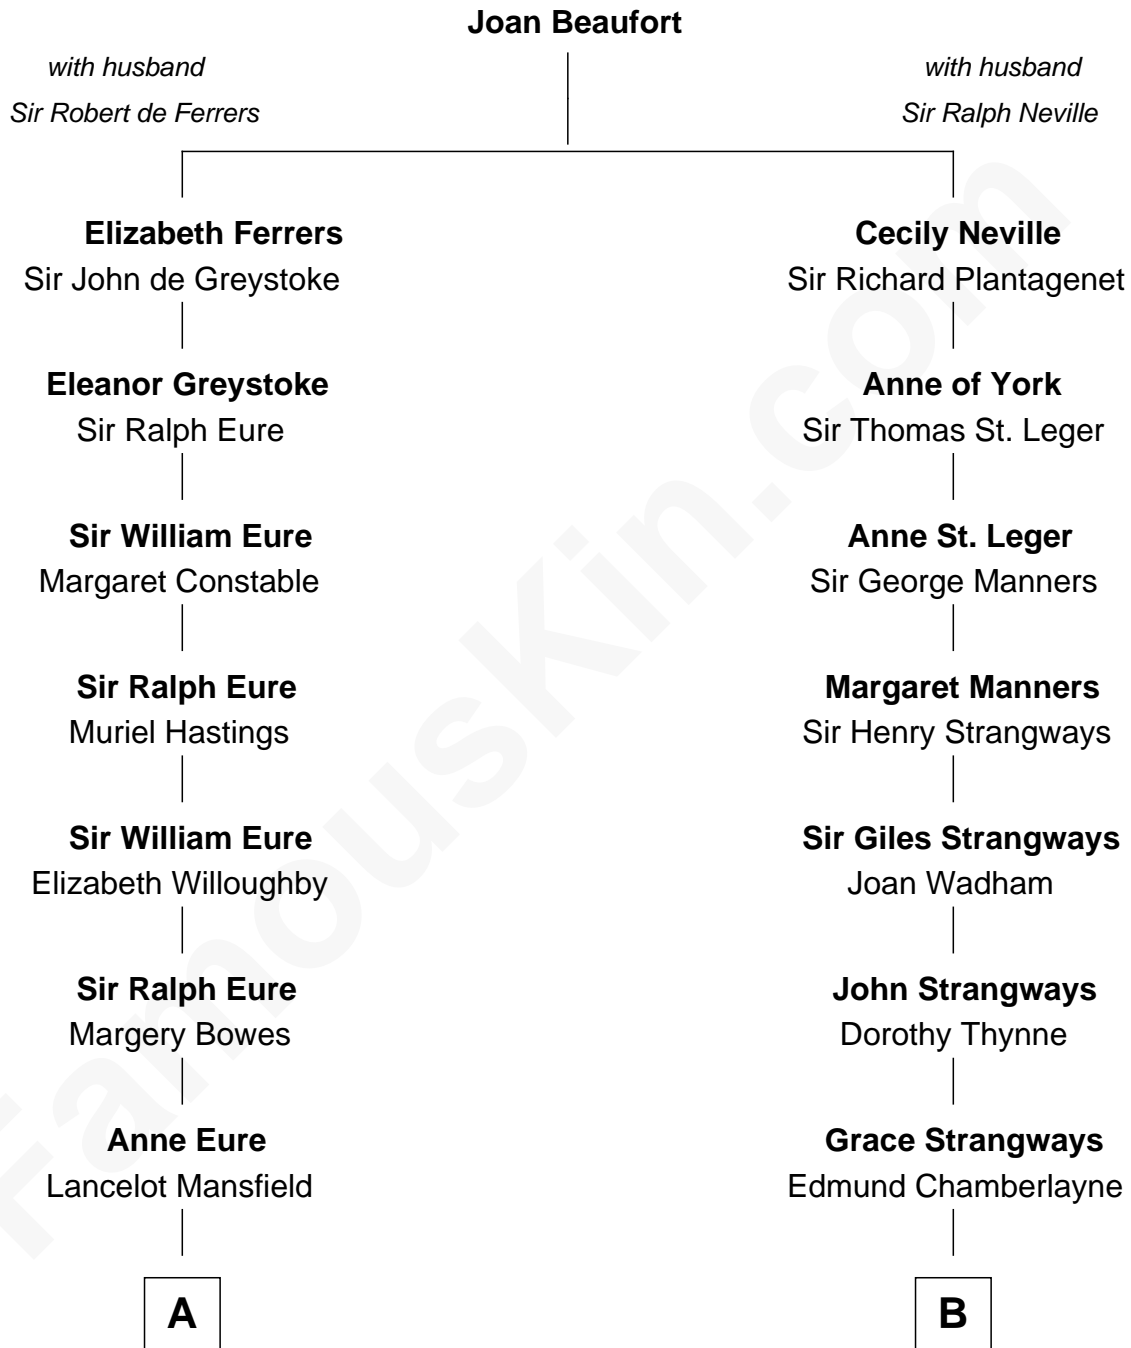 Joan Beaufort
with husband
Sir Robert de Ferrers
with husband
Sir Ralph Neville
Elizabeth Ferrers
Sir John de Greystoke
Eleanor Greystoke
Sir Ralph Eure
Sir William Eure
Margaret Constable
Sir Ralph Eure
Muriel Hastings
Sir William Eure
Elizabeth Willoughby
Sir Ralph Eure
Margery Bowes
Anne Eure
Lancelot Mansfield
A
Cecily Neville
Sir Richard Plantagenet
Anne of York
Sir Thomas St. Leger
Anne St. Leger
Sir George Manners
Margaret Manners
Sir Henry Strangways
Sir Giles Strangways
Joan Wadham
John Strangways
Dorothy Thynne
Grace Strangways
Edmund Chamberlayne
B
FamousKin.com